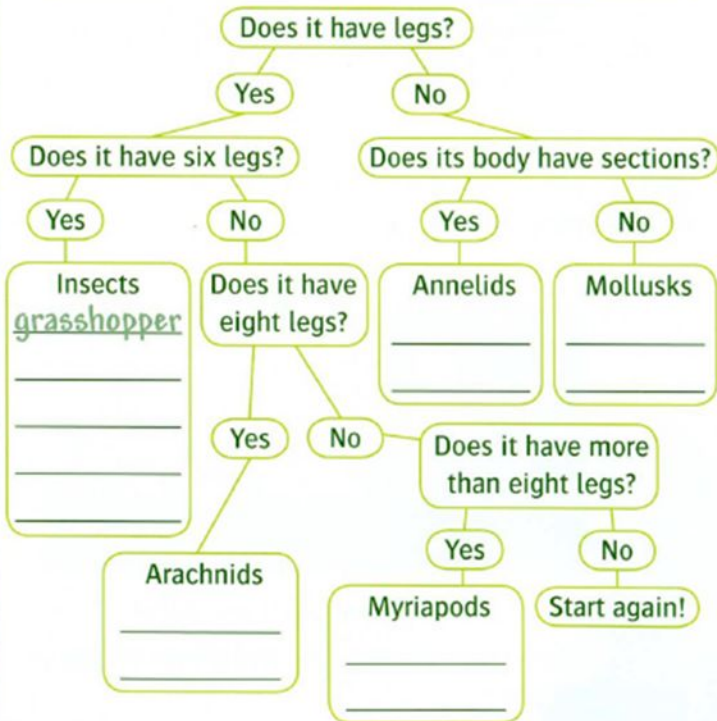 Does it have legs?
Yes
No
Does it have six legs?
Does its body have sections?
Yes
No
Yes
No
Insects
grasshopper
Does it have
eight legs?
Annelids
Mollusks
Yes
No
Does it have more
than eight legs?
Yes
No
Arachnids
Myriapods
Start again!